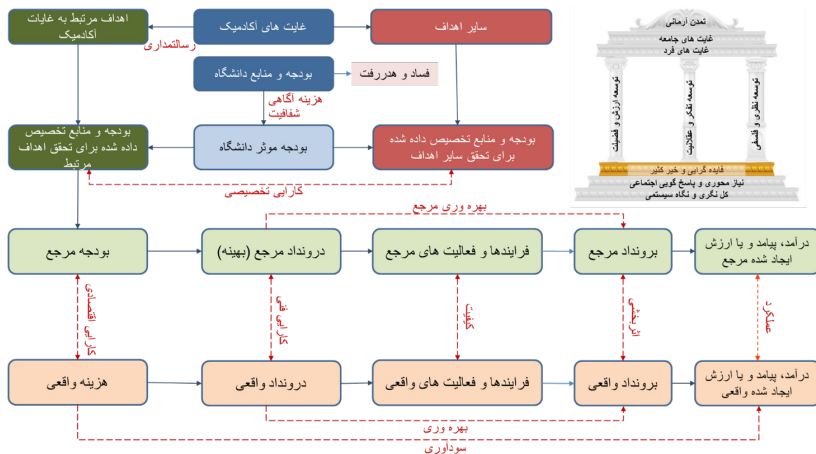 اهداف مرتبط به غایات
آکادمیک
غایت های آکادمیک
سایر اهداف
رسالتمداری
بودجه و منابع دانشگاه
فساد و هدررفت
هزینه آگاهی
شفافیت
بودجه و منابع تخصیص
داده شده برای تحقق اهداف
مرتبط
بودجه موثر دانشگاه
بودجه و منابع تخصیص داده شده
برای تحقق سایر اهداف
کارایی تخصیصی
تمدن آرمانی
غایت های جامعه
غایت های فرد
توسعه ارزش و فضیلت
توسعه تفکر و عقلانیت
توسعه نظری و فلسفی
فایده گرایی و خیر کثیر
نیاز محوری و پاسخ گویی اجتماعی
کل نگری و نگاه سیستمی
بهره وری مرجع
بودجه مرجع
درونداد مرجع (بهینه)
فرایندها و فعالیت های مرجع
برونداد مرجع
درآمد، پیامد و یا ارزش
ایجاد شده مرجع
کارایی اقتصادی
کارایی فنی
کیفیت
اثربخشی
عملکرد
هزینه واقعی
درونداد واقعی
فرایندها و فعالیت های واقعی
برونداد واقعی
درآمد، پیامد و یا ارزش
ایجاد شده واقعی
بهره وری
سودآوری